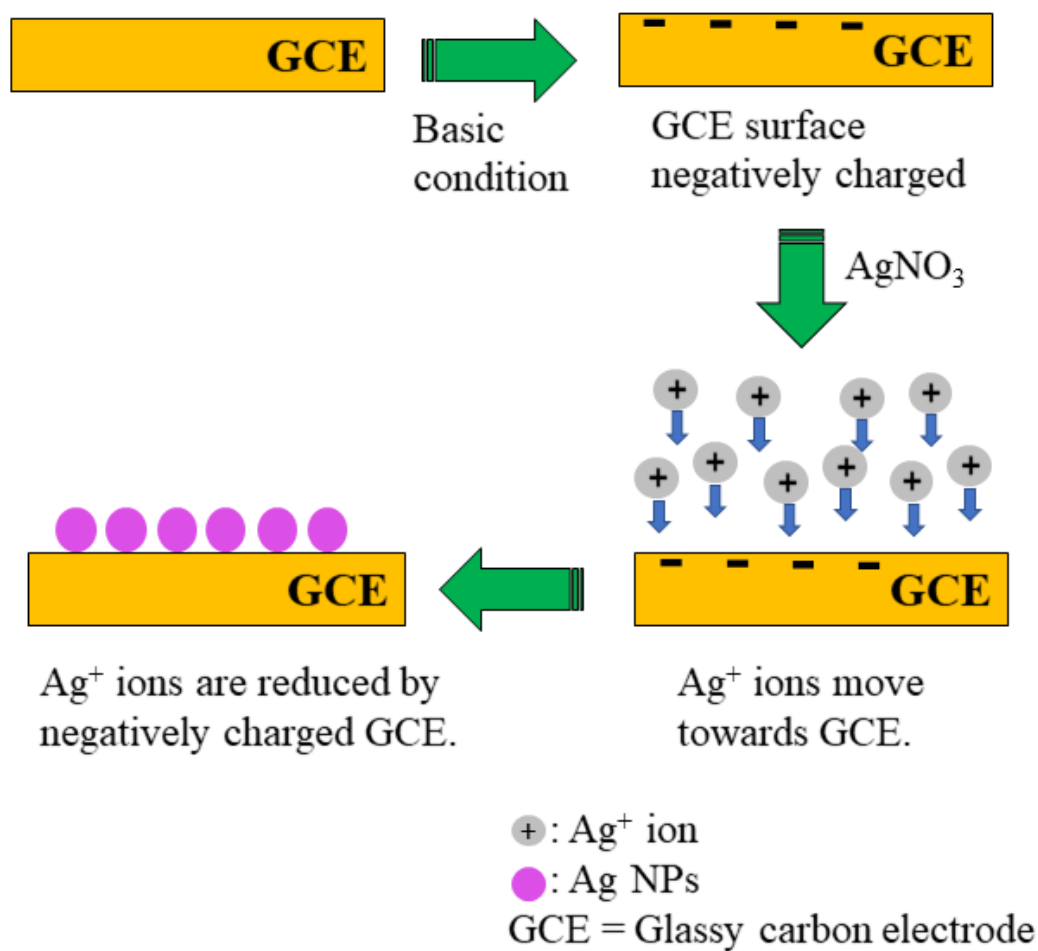 GCE
Basic
condition
GCE
GCE surface
negatively charged
AgNO₃
+ + + +
+ + + + + +
GCE
Ag⁺ ions move
towards GCE.
GCE
Ag⁺ ions are reduced by
negatively charged GCE.
+ : Ag⁺ ion
: Ag NPs
GCE = Glassy carbon electrode